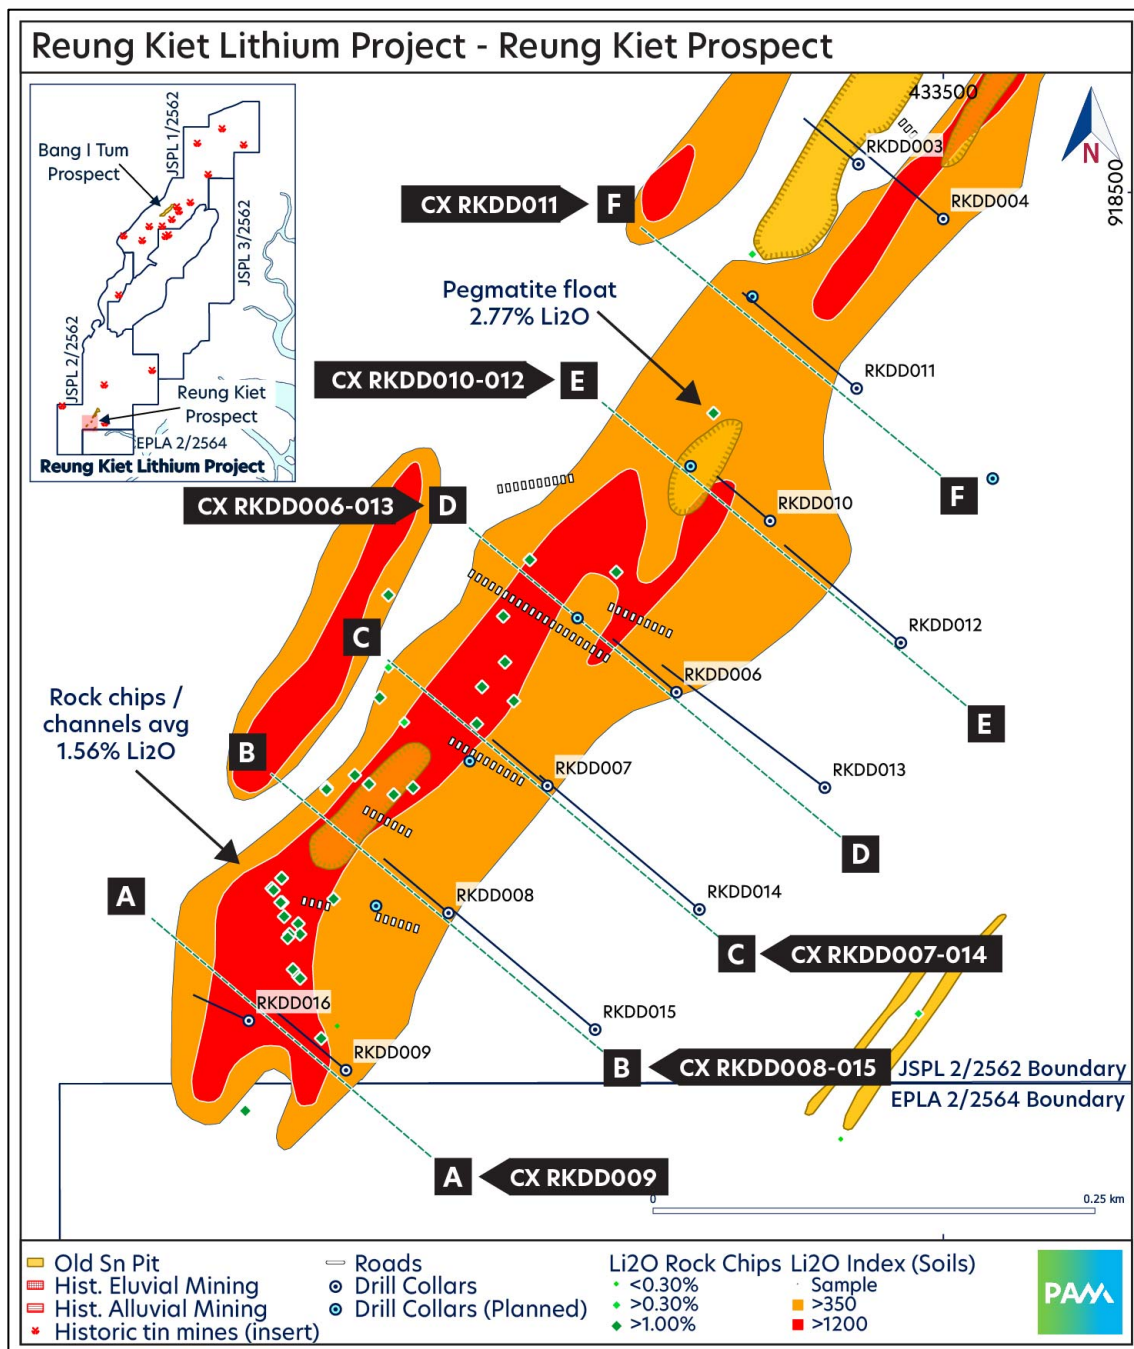 Reung Kiet Lithium Project - Reung Kiet Prospect
433500
918500
N
JSPL 1/2562
Bang I Tum
Prospect
JSPL 3/2562
JSPL 2/2562
Reung Kiet
Prospect
EPLA 2/2564
Reung Kiet Lithium Project
RKDD003
RKDD004
CX RKDD011
F
Pegmatite float
2.77% Li2O
CX RKDD010-012
E
RKDD011
F
CX RKDD006-013
D
RKDD010
RKDD012
C
RKDD006
E
Rock chips /
channels avg
1.56% Li2O
B
RKDD007
RKDD013
D
A
RKDD008
RKDD014
C
CX RKDD007-014
RKDD016
RKDD015
RKDD009
B
CX RKDD008-015
JSPL 2/2562 Boundary
EPLA 2/2564 Boundary
A
CX RKDD009
0
0.25 km
Old Sn Pit
Hist. Eluvial Mining
Hist. Alluvial Mining
Historic tin mines (insert)
Roads
Drill Collars
Drill Collars (Planned)
Li2O Rock Chips
<0.30%
>0.30%
>1.00%
Li2O Index (Soils)
Sample
>350
>1200
PAM